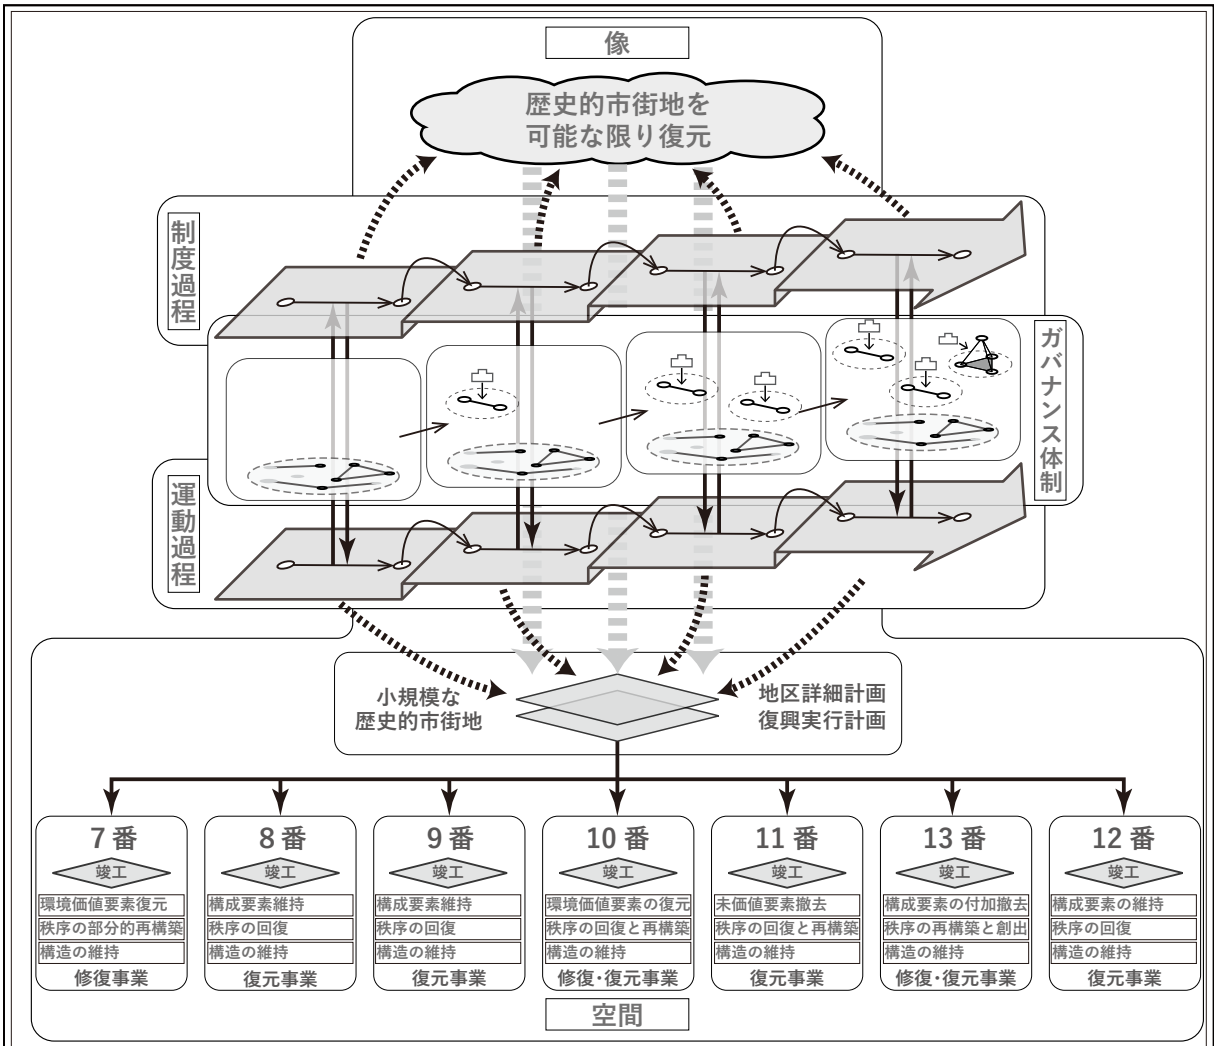 像
歴史的市街地を
可能な限り復元
制度過程
ガバナンス体制
運動過程
小規模な
歴史的市街地
地区詳細計画
復興実行計画
7 番
竣工
環境価値要素復元
秩序の部分的再構築
構造の維持
修復事業
8 番
竣工
構成要素維持
秩序の回復
構造の維持
復元事業
9 番
竣工
構成要素維持
秩序の回復
構造の維持
復元事業
10 番
竣工
環境価値要素の復元
秩序の回復と再構築
構造の維持
修復・復元事業
11 番
竣工
未価値要素撤去
秩序の回復と再構築
構造の維持
復元事業
13 番
竣工
構成要素の付加撤去
秩序の再構築と創出
構造の維持
修復・復元事業
12 番
竣工
構成要素の維持
秩序の回復
構造の維持
復元事業
空間